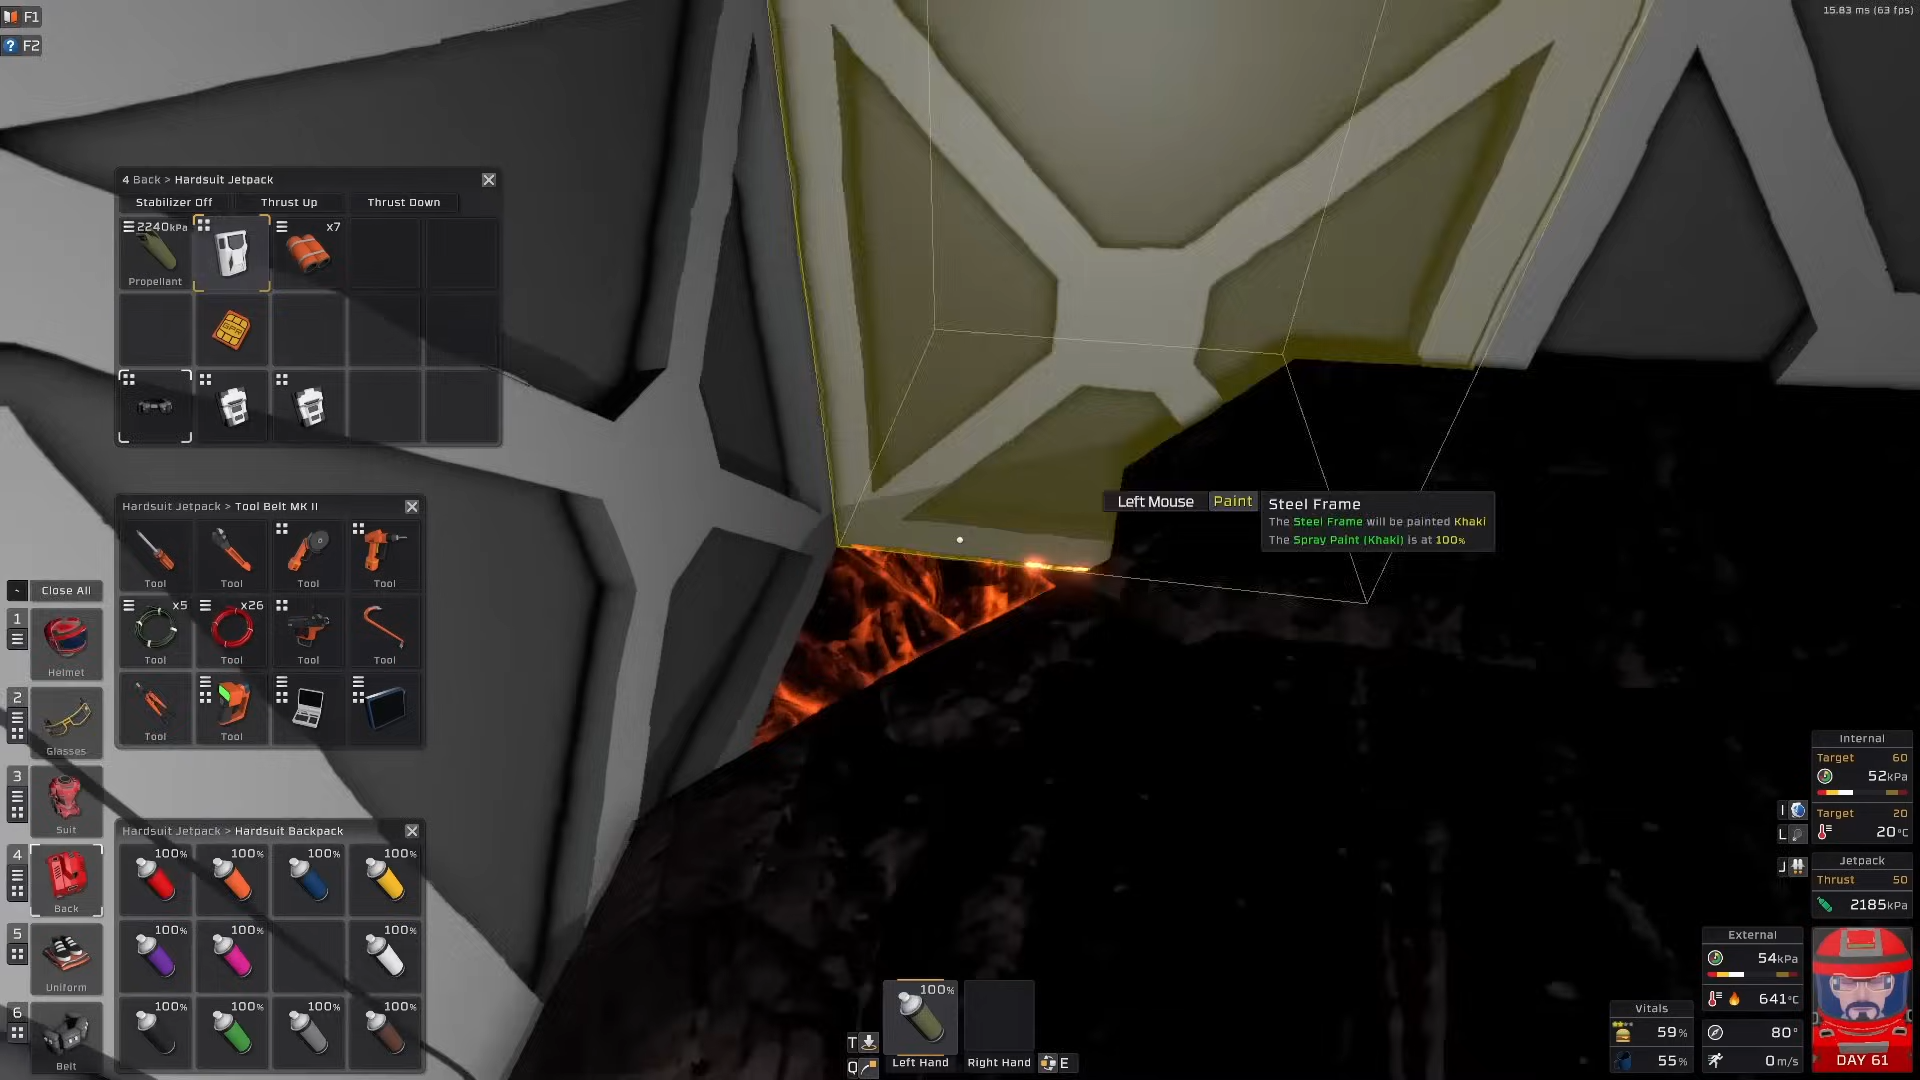 F1
15.83 ms (63 fps)
F2
4 Back > Hardsuit Jetpack
Stabilizer Off
Thrust Up
Thrust Down
2240kPa
x7
Propellant
Left Mouse
Paint
Steel Frame
The Steel Frame will be painted Khaki
The Spray Paint (Khaki) is at 100%
Hardsuit Jetpack > Tool Belt MK II
Tool
Tool
Tool
Tool
x5
x26
Tool
Tool
Tool
Tool
Tool
Tool
~
Close All
1
Helmet
2
Glasses
3
Suit
4
Back
5
Uniform
6
Belt
Hardsuit Jetpack > Hardsuit Backpack
100%
100%
100%
100%
100%
100%
100%
100%
100%
100%
100%
T
Q
100%
Left Hand
Right Hand
E
Internal
Target 60
52kPa
Target 20
20°C
I
L
J
Jetpack
Thrust 50
2185kPa
External
54kPa
641°C
80°
0m/s
Vitals
59%
55%
DAY 61